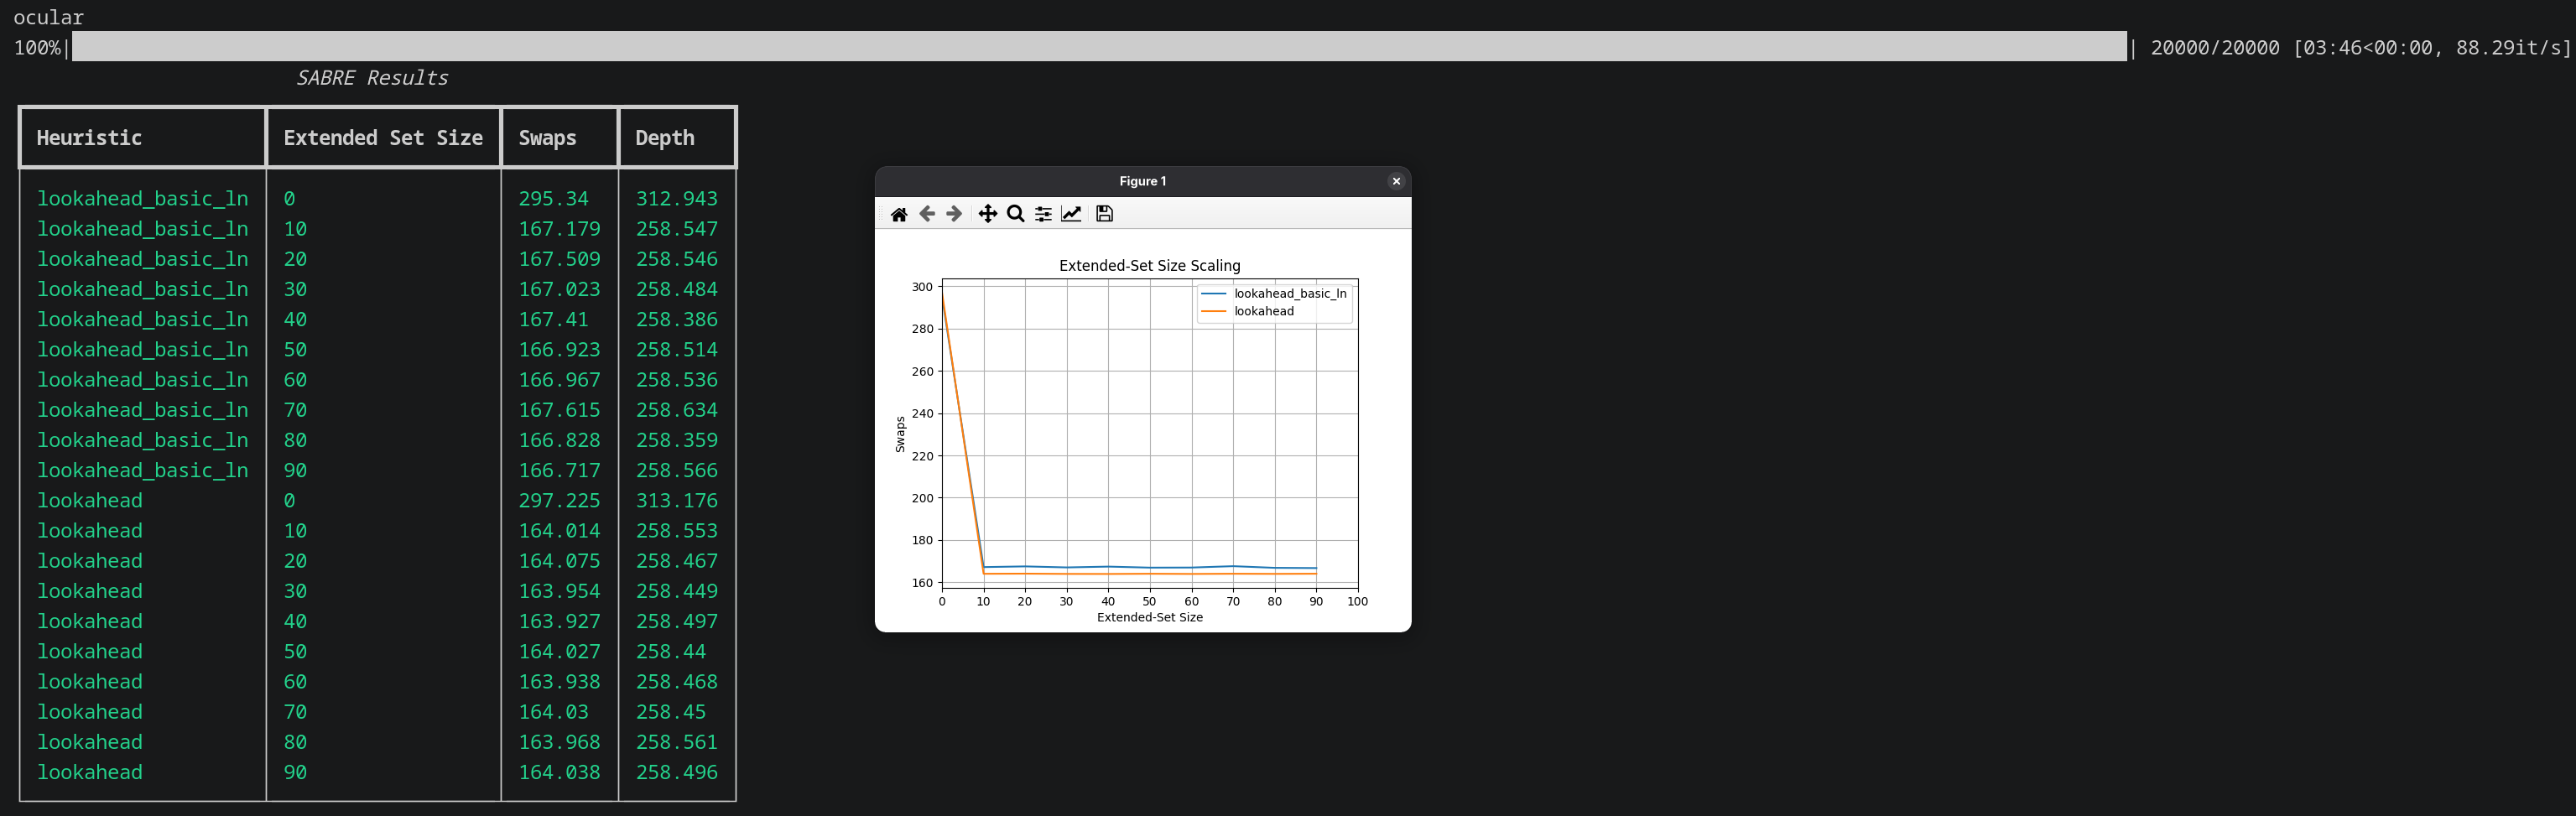 ocular
100%| | 20000/20000 [03:46<00:00, 88.29it/s]
SABRE Results
Heuristic Extended Set Size Swaps Depth
lookahead_basic_ln 0 295.34 312.943
lookahead_basic_ln 10 167.179 258.547
lookahead_basic_ln 20 167.509 258.546
lookahead_basic_ln 30 167.023 258.484
lookahead_basic_ln 40 167.41 258.386
lookahead_basic_ln 50 166.923 258.514
lookahead_basic_ln 60 166.967 258.536
lookahead_basic_ln 70 167.615 258.634
lookahead_basic_ln 80 166.828 258.359
lookahead_basic_ln 90 166.717 258.566
lookahead 0 297.225 313.176
lookahead 10 164.014 258.553
lookahead 20 164.075 258.467
lookahead 30 163.954 258.449
lookahead 40 163.927 258.497
lookahead 50 164.027 258.44
lookahead 60 163.938 258.468
lookahead 70 164.03 258.45
lookahead 80 163.968 258.561
lookahead 90 164.038 258.496
Figure 1
Extended-Set Size Scaling
lookahead_basic_ln
lookahead
Swaps
300
280
260
240
220
200
180
160
0 10 20 30 40 50 60 70 80 90 100
Extended-Set Size